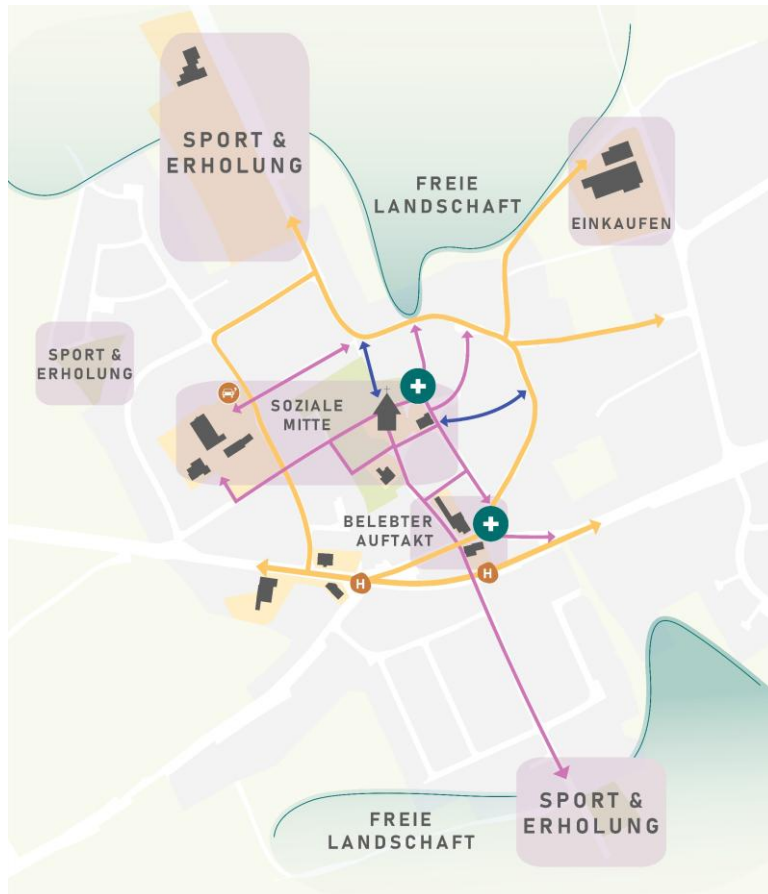 SPORT &
ERHOLUNG
FREIE
LANDSCHAFT
EINKAUFEN
SPORT &
ERHOLUNG
SOZIALE
MITTE
BELEBTER
AUFTAKT
H
H
FREIE
LANDSCHAFT
SPORT &
ERHOLUNG